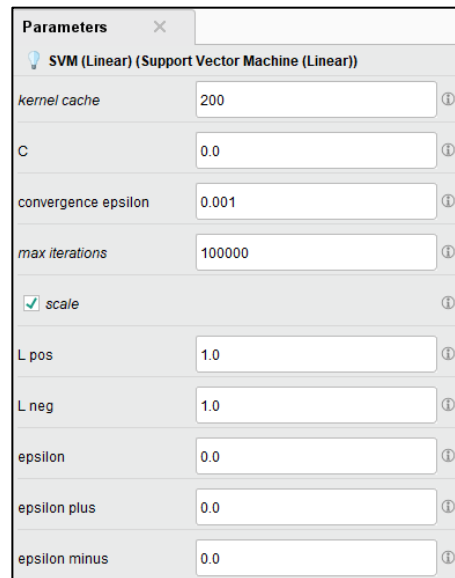 Parameters ×
SVM (Linear) (Support Vector Machine (Linear))
kernel cache 200
C 0.0
convergence epsilon 0.001
max iterations 100000
scale
L pos 1.0
L neg 1.0
epsilon 0.0
epsilon plus 0.0
epsilon minus 0.0